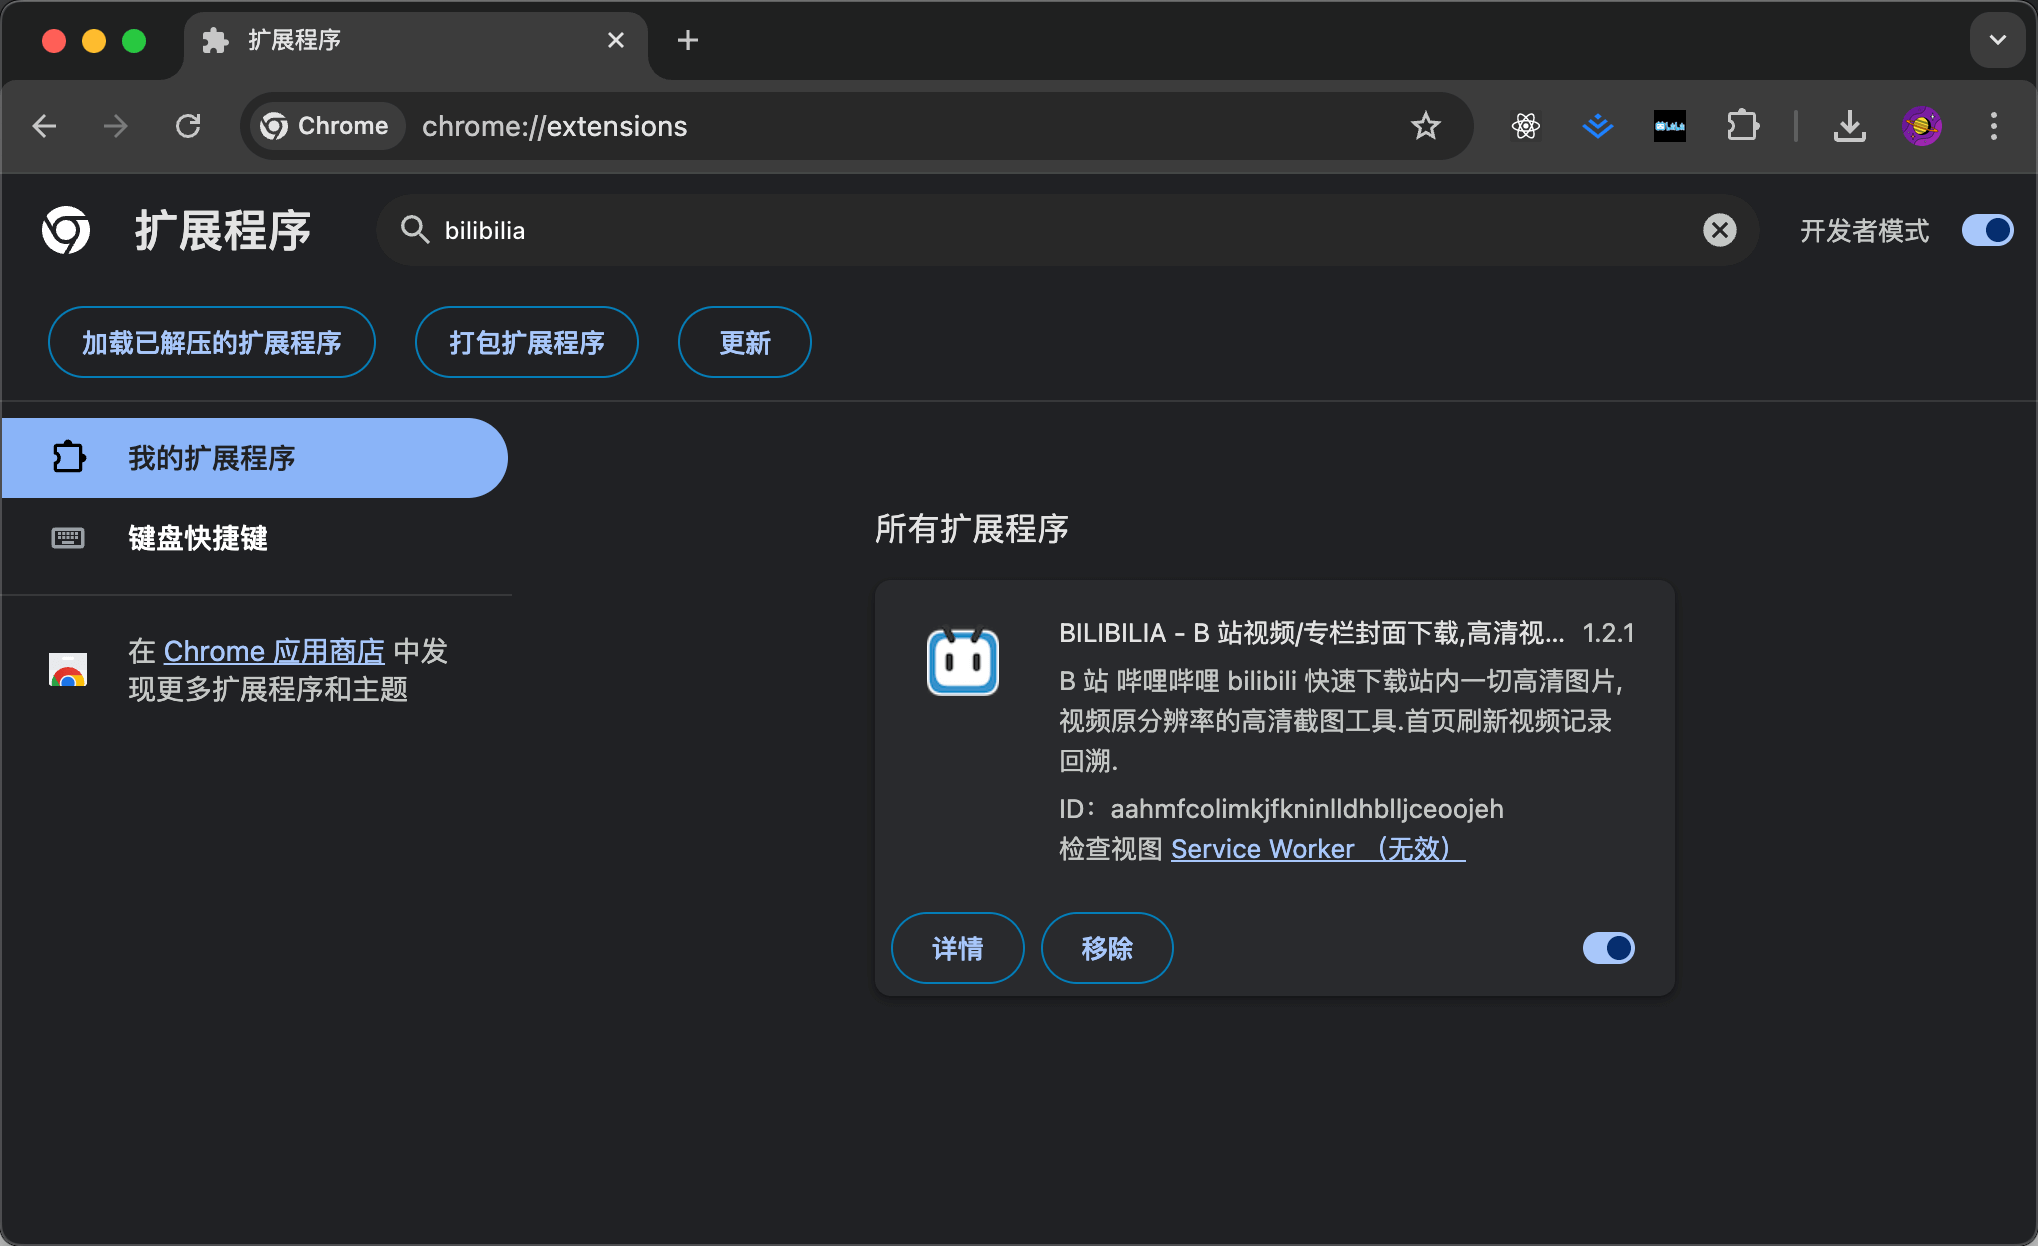 扩展程序
Chrome
chrome://extensions
扩展程序
bilibilia
开发者模式
加载已解压的扩展程序
打包扩展程序
更新
我的扩展程序
键盘快捷键
在 Chrome 应用商店 中发
现更多扩展程序和主题
所有扩展程序
BILIBILIA - B 站视频/专栏封面下载,高清视... 1.2.1
B 站 哔哩哔哩 bilibili 快速下载站内一切高清图片,
视频原分辨率的高清截图工具.首页刷新视频记录
回溯.
ID：aahmfcolimkjfkninlldhblljceoojeh
检查视图 Service Worker （无效）
详情
移除